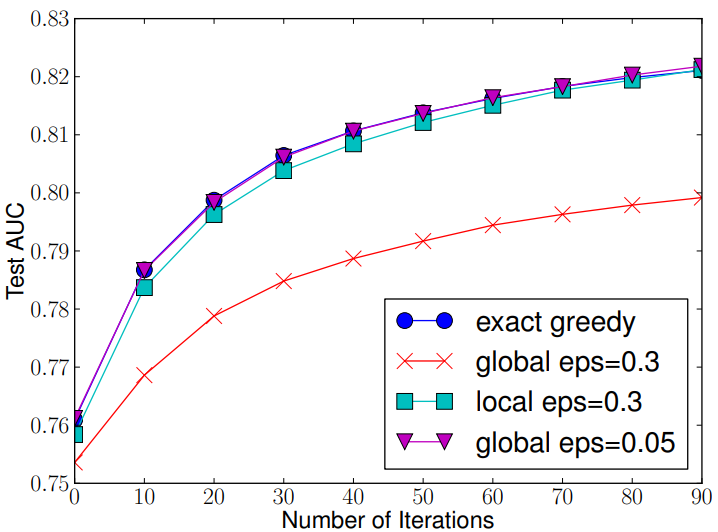 0.83
0.82
0.81
0.80
0.79
0.78
0.77
0.76
0.75
Test AUC
exact greedy
global eps=0.3
local eps=0.3
global eps=0.05
0 10 20 30 40 50 60 70 80 90
Number of Iterations